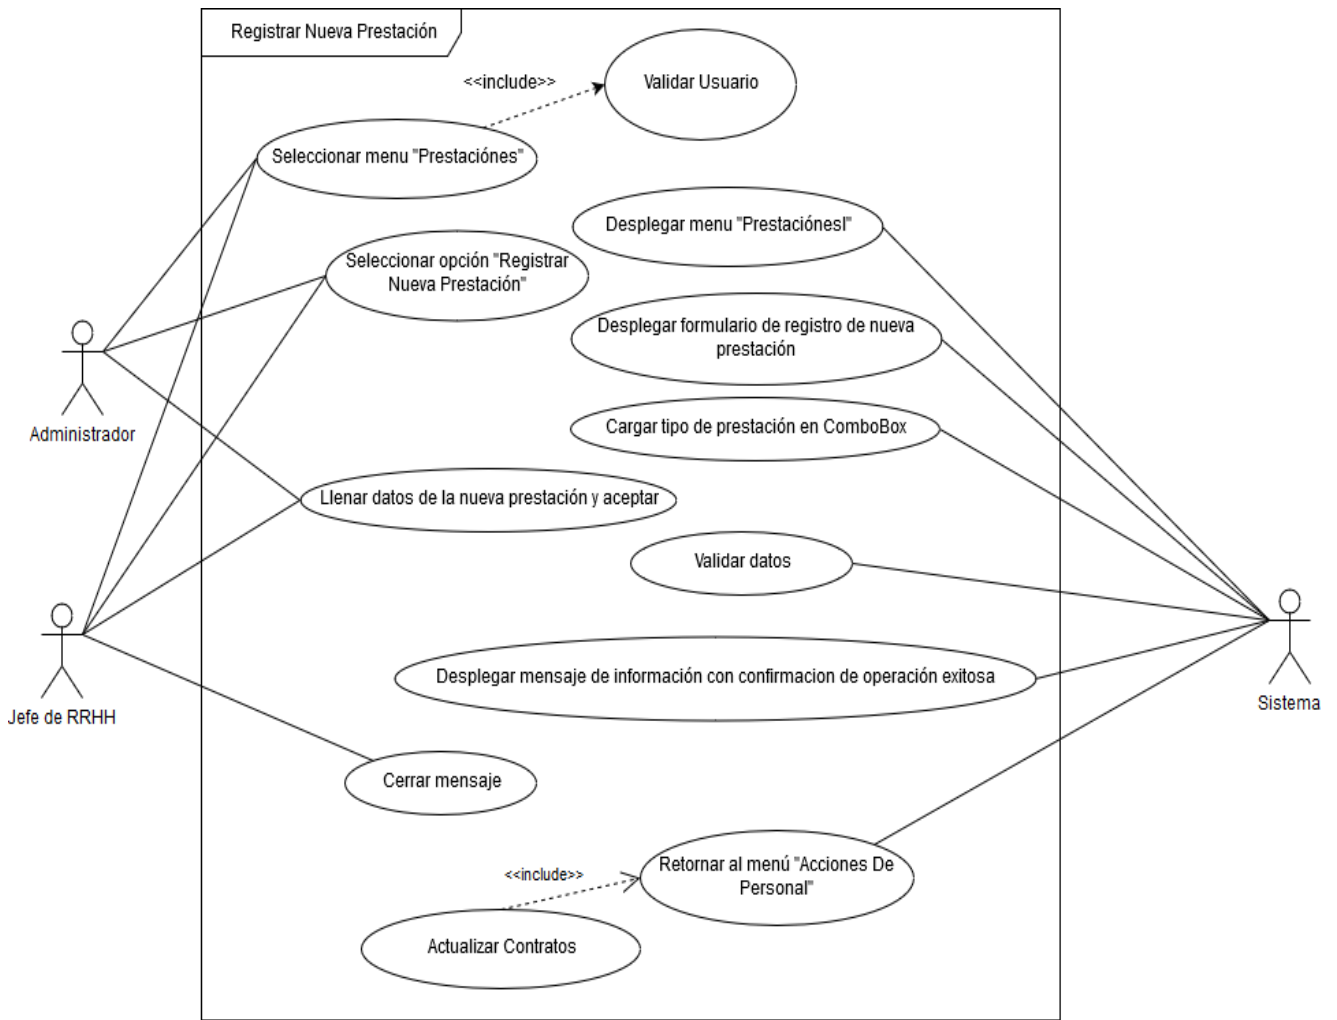 Registrar Nueva Prestación
<<include>>
Validar Usuario
Seleccionar menu "Prestaciónes"
Desplegar menu "Prestaciónesl"
Seleccionar opción "Registrar
Nueva Prestación"
Desplegar formulario de registro de nueva
prestación
Administrador
Cargar tipo de prestación en ComboBox
Llenar datos de la nueva prestación y aceptar
Validar datos
Desplegar mensaje de información con confirmacion de operación exitosa
Jefe de RRHH
Sistema
Cerrar mensaje
<<include>>
Retornar al menú "Acciones De
Personal"
Actualizar Contratos